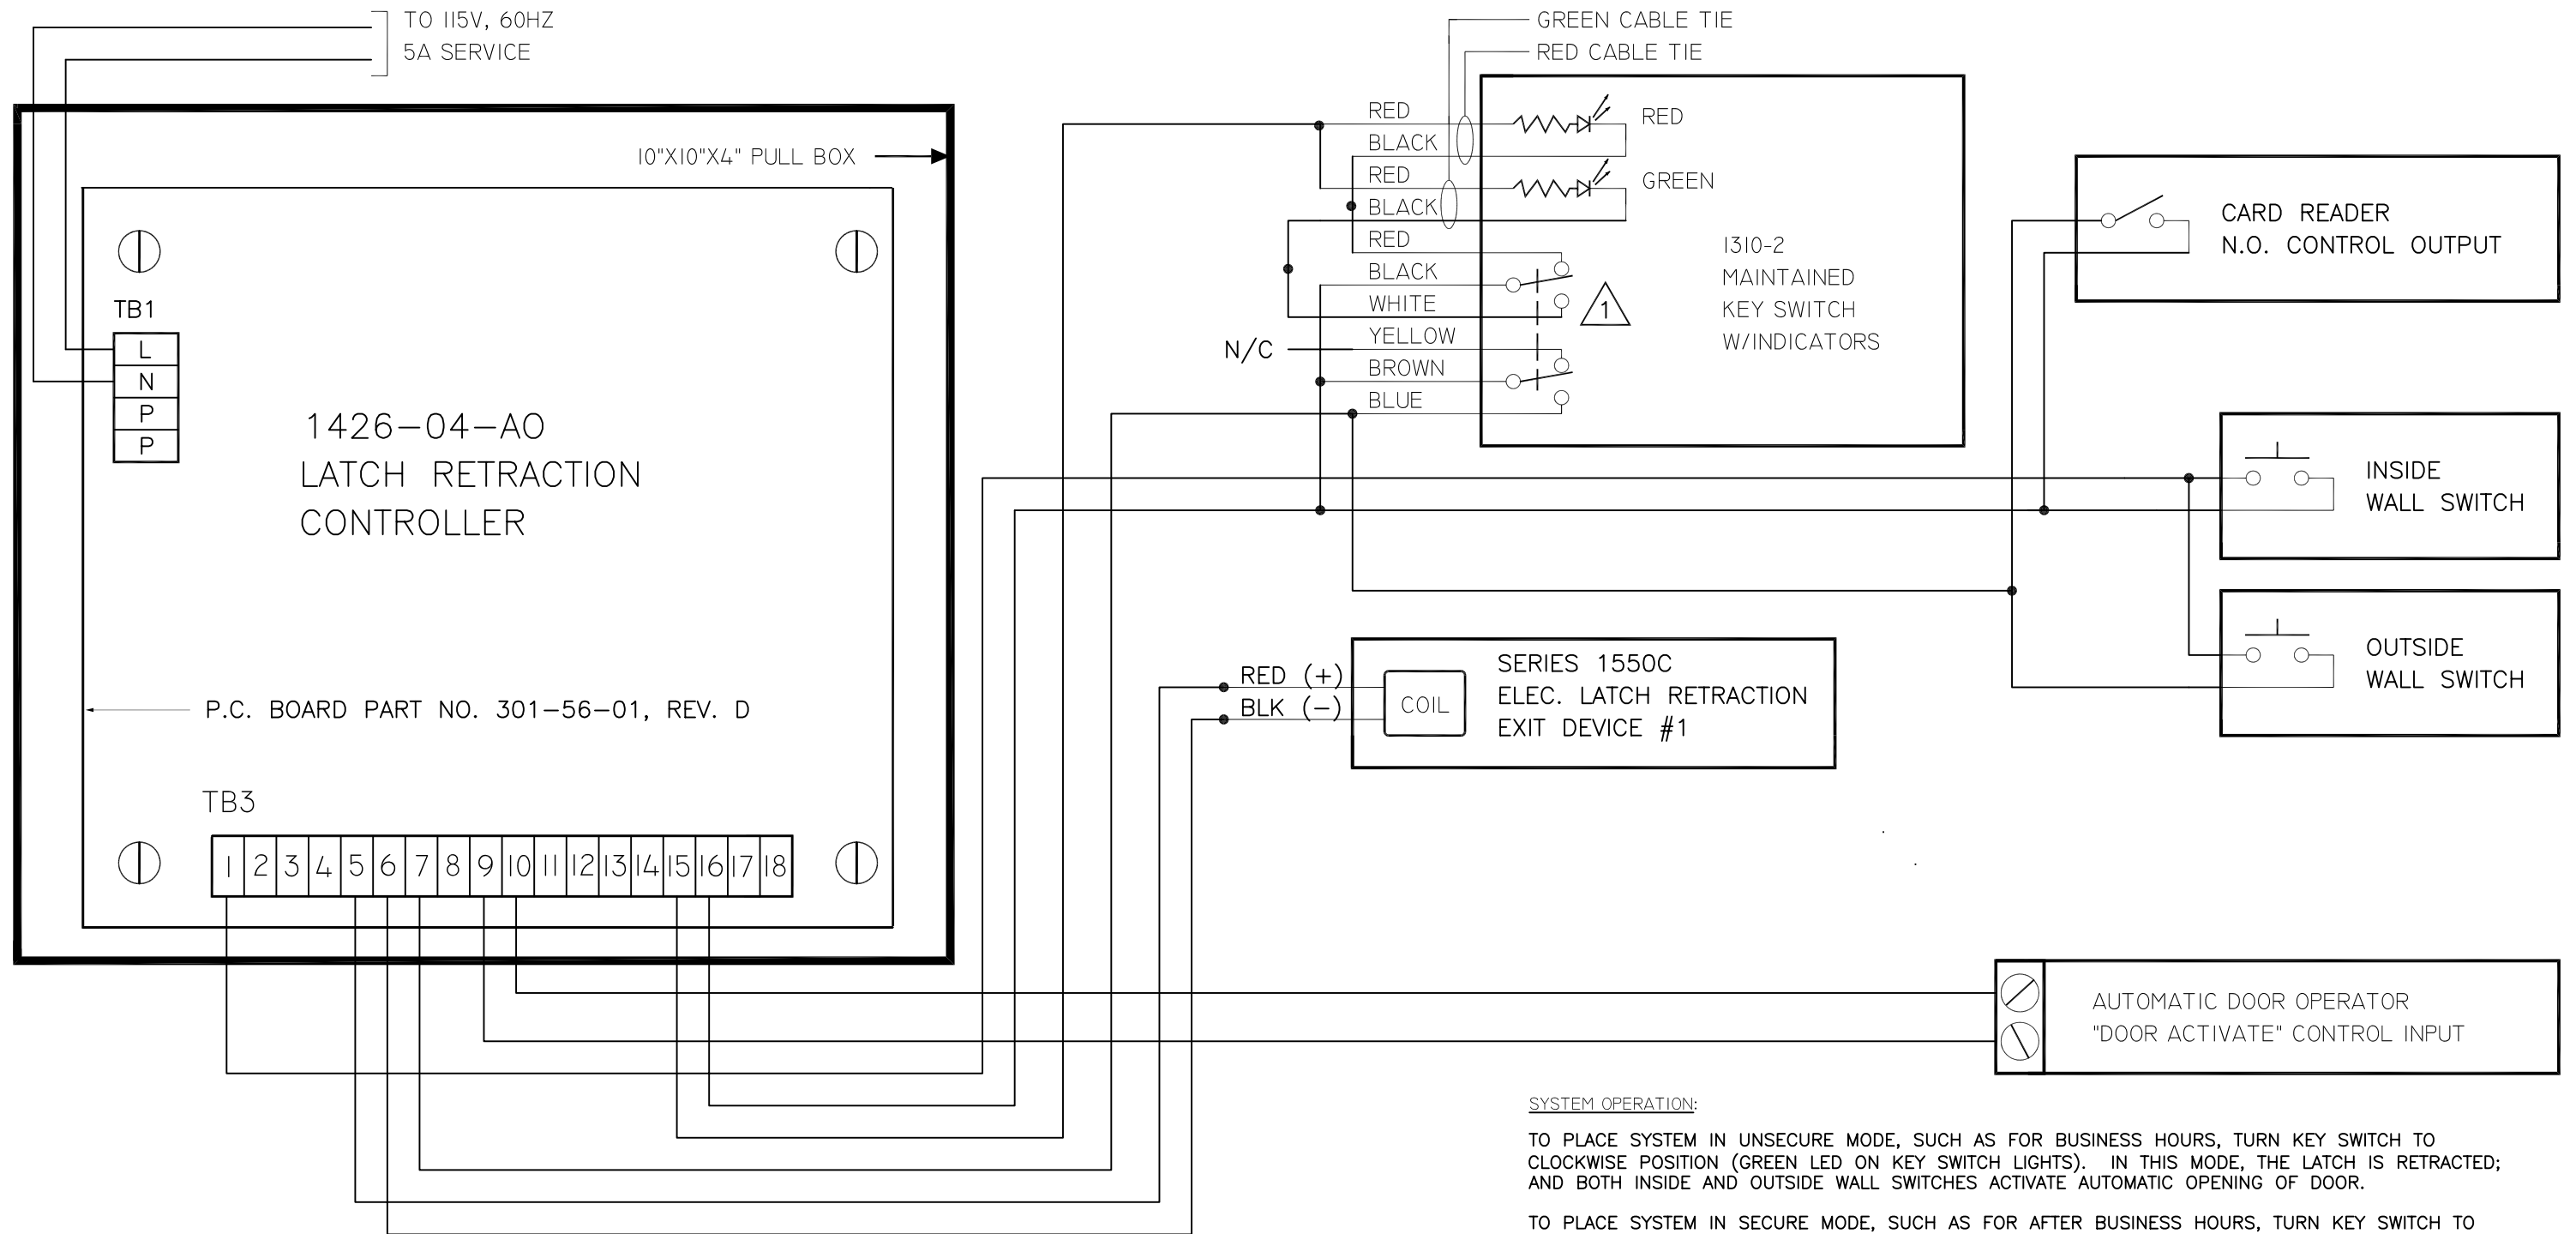 TO 115V, 60HZ
5A SERVICE
10"X10"X4" PULL BOX
TB1
L
N
P
P
1426-04-AO
LATCH RETRACTION
CONTROLLER
P.C. BOARD PART NO. 301-56-01, REV. D
TB3
1 2 3 4 5 6 7 8 9 10 11 12 13 14 15 16 17 18
GREEN CABLE TIE
RED CABLE TIE
RED
BLACK
RED
BLACK
RED
BLACK
WHITE
YELLOW
BROWN
BLUE
N/C
RED
GREEN
1
1310-2
MAINTAINED
KEY SWITCH
W/INDICATORS
CARD READER
N.O. CONTROL OUTPUT
INSIDE
WALL SWITCH
OUTSIDE
WALL SWITCH
RED (+)
BLK (-)
COIL
SERIES 1550C
ELEC. LATCH RETRACTION
EXIT DEVICE #1
AUTOMATIC DOOR OPERATOR
"DOOR ACTIVATE" CONTROL INPUT
SYSTEM OPERATION:
TO PLACE SYSTEM IN UNSECURE MODE, SUCH AS FOR BUSINESS HOURS, TURN KEY SWITCH TO
CLOCKWISE POSITION (GREEN LED ON KEY SWITCH LIGHTS). IN THIS MODE, THE LATCH IS RETRACTED;
AND BOTH INSIDE AND OUTSIDE WALL SWITCHES ACTIVATE AUTOMATIC OPENING OF DOOR.
TO PLACE SYSTEM IN SECURE MODE, SUCH AS FOR AFTER BUSINESS HOURS, TURN KEY SWITCH TO